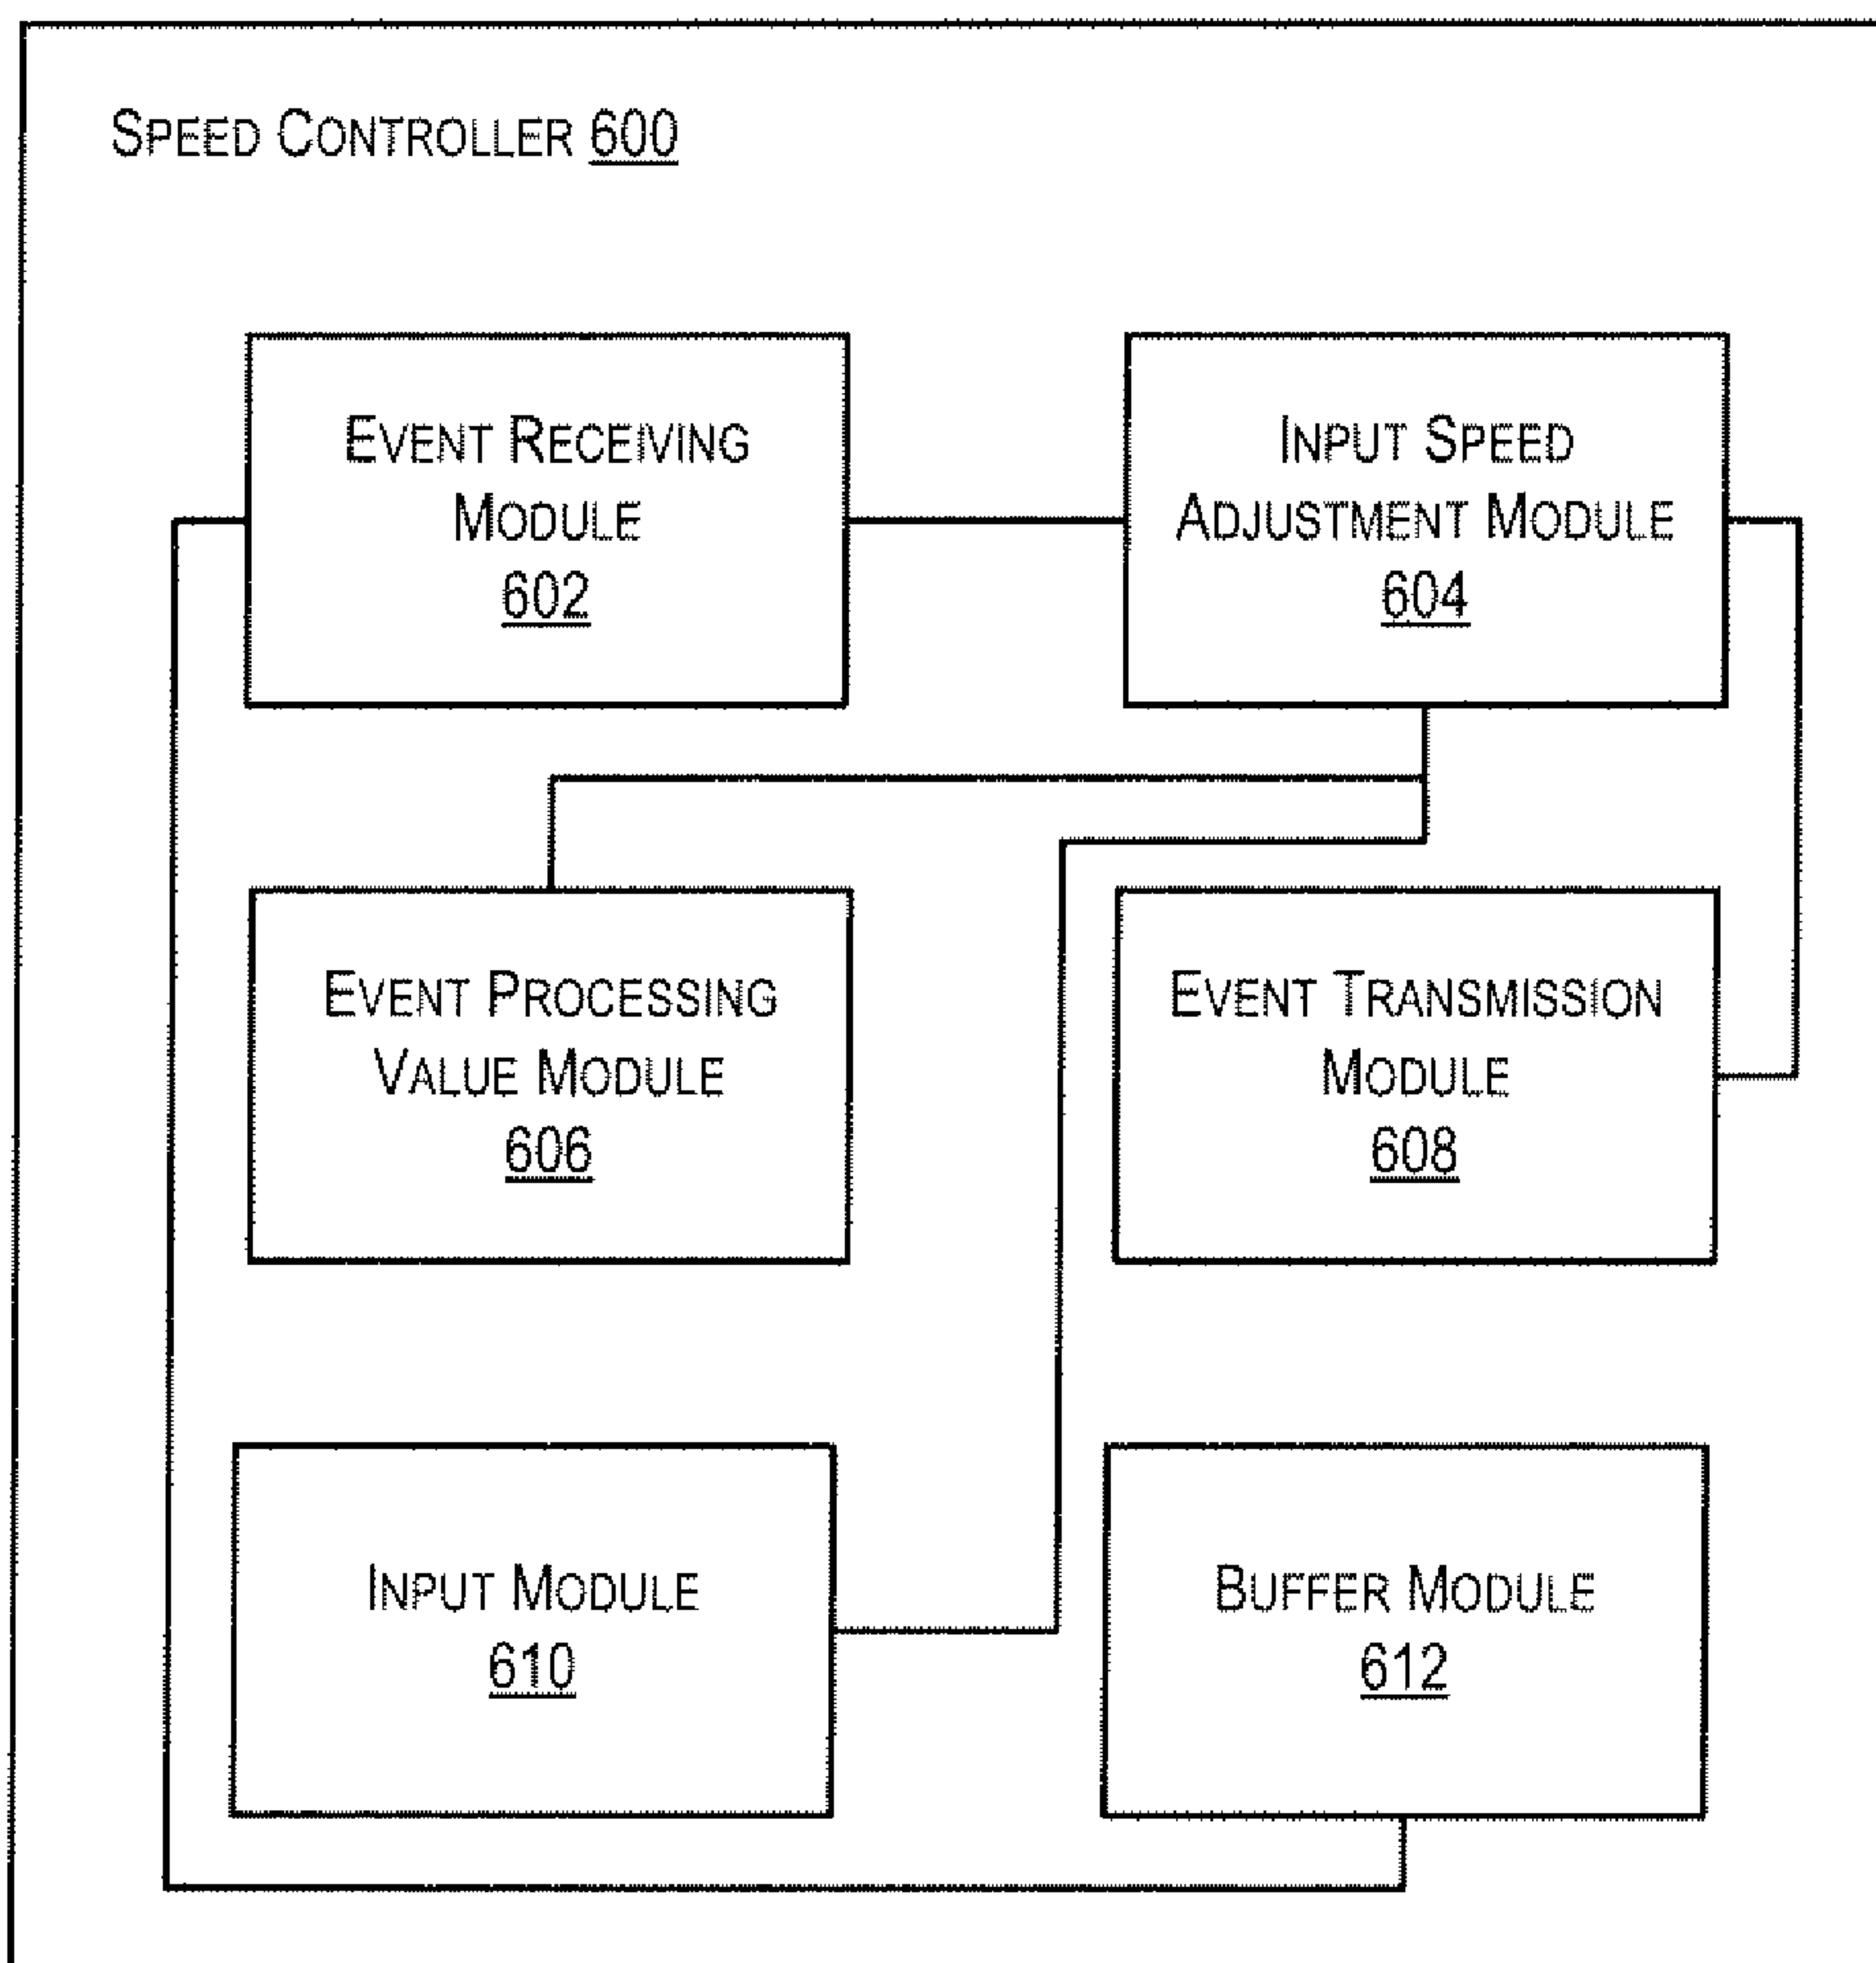 SPEED CONTROLLER 600
EVENT RECEIVING
MODULE
602
INPUT SPEED
ADJUSTMENT MODULE
604
EVENT PROCESSING
VALUE MODULE
606
EVENT TRANSMISSION
MODULE
608
INPUT MODULE
610
BUFFER MODULE
612